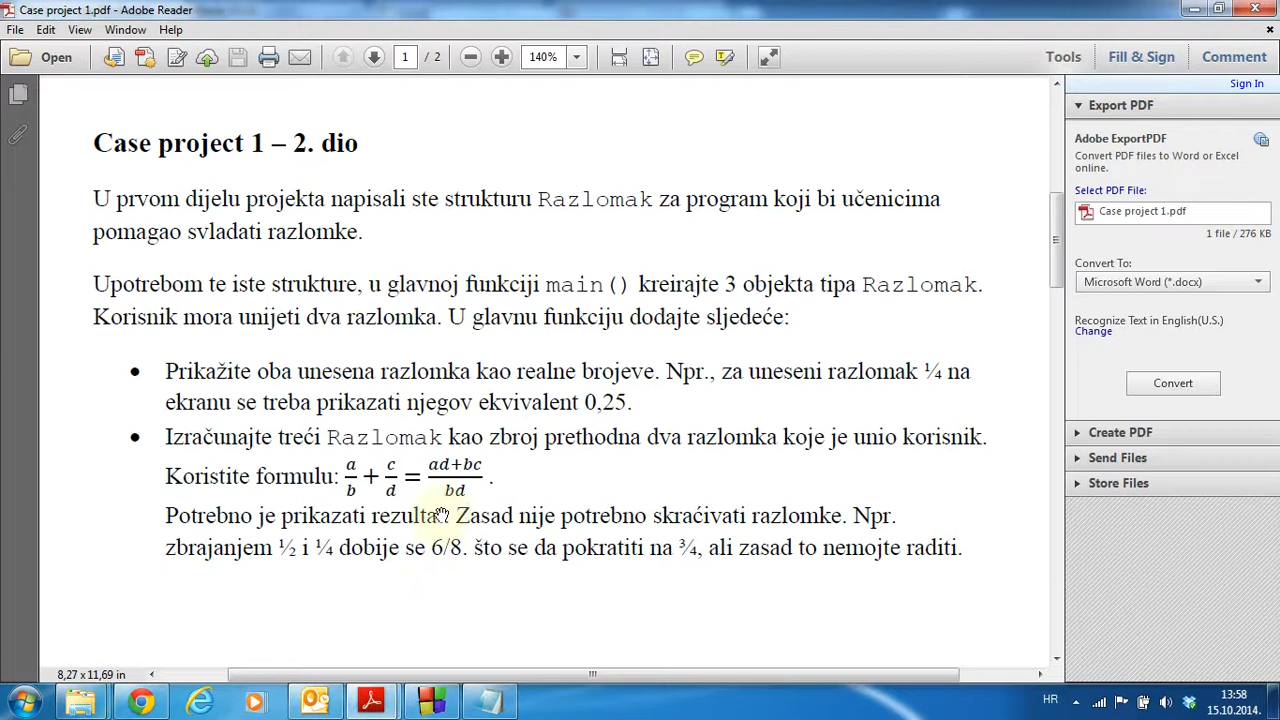 Case project 1.pdf - Adobe Reader
File Edit View Window Help
Open 1 / 2 140% Tools Fill & Sign Comment
Sign In
Case project 1 – 2. dio
U prvom dijelu projekta napisali ste strukturu Razlomak za program koji bi učenicima
pomagao svladati razlomke.
Upotrebom te iste strukture, u glavnoj funkciji main() kreirajte 3 objekta tipa Razlomak.
Korisnik mora unijeti dva razlomka. U glavnu funkciju dodajte sljedeće:
• Prikažite oba unesena razlomka kao realne brojeve. Npr., za uneseni razlomak ¼ na
ekranu se treba prikazati njegov ekvivalent 0,25.
• Izračunajte treći Razlomak kao zbroj prethodna dva razlomka koje je unio korisnik.
Koristite formulu: a/b + c/d = ad+bc/bd .
Potrebno je prikazati Zasad nije potrebno skraćivati razlomke. Npr.
zbrajanjem ½ i ¼ dobije se 6/8. što se da pokratiti na ¾, ali zasad to nemojte raditi.
8,27 x 11,69 in
Export PDF
Adobe ExportPDF
Convert PDF files to Word or Excel
online.
Select PDF File:
Case project 1.pdf
1 file / 276 KB
Convert To:
Microsoft Word (*.docx)
Recognize Text in English(U.S.)
Change
Convert
Create PDF
Send Files
Store Files
HR
13:58
15.10.2014.